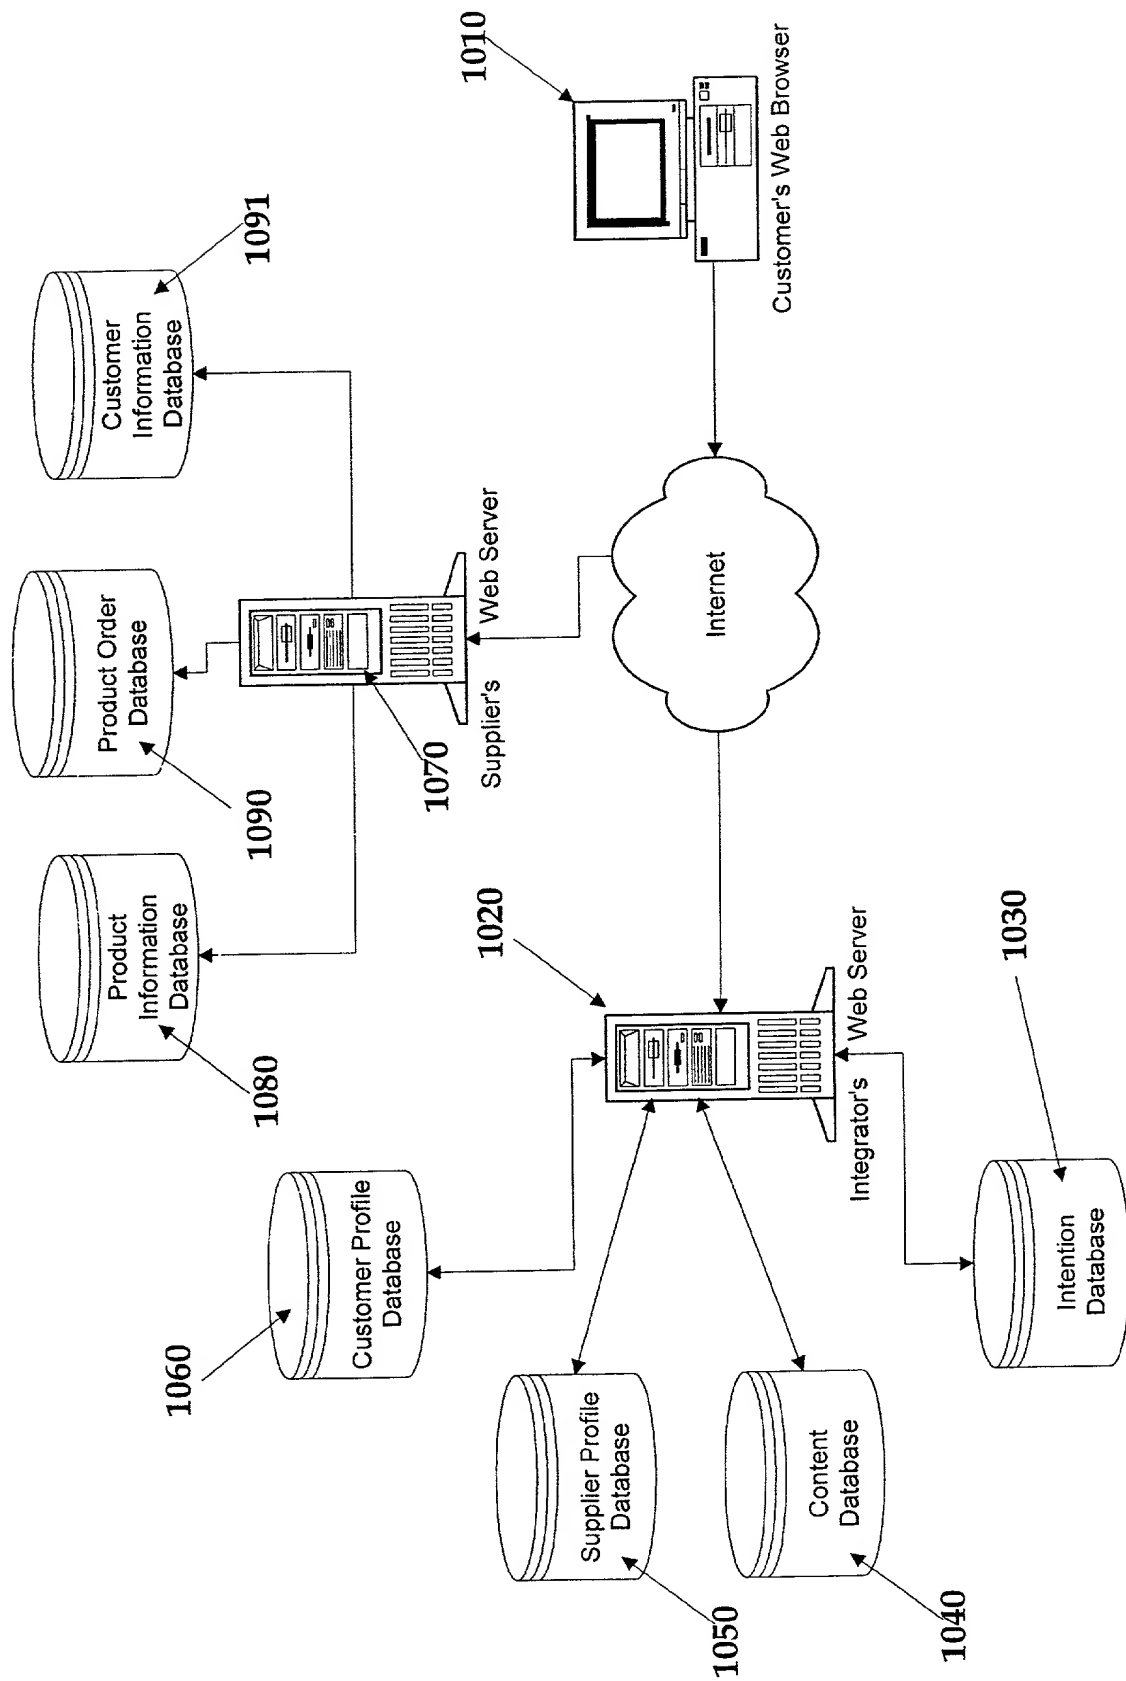 1060
Customer Profile
Database
1080
Product
Information
Database
1090
Product Order
Database
1091
Customer
Information
Database
1050
Supplier Profile
Database
1020
1070
Supplier's Web Server
1010
1040
Content
Database
Integrator's Web Server
Internet
Customer's Web Browser
1030
Intention
Database